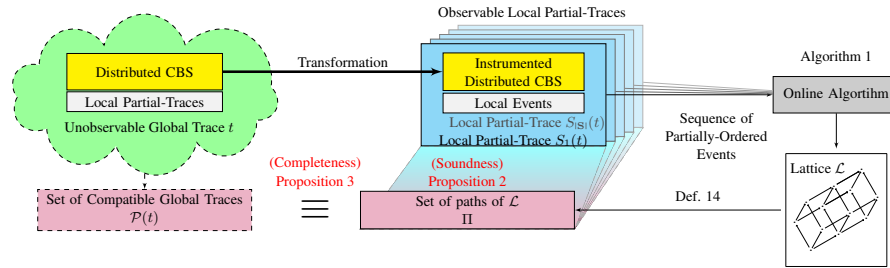 Observable Local Partial-Traces
Distributed CBS
Local Partial-Traces
Unobservable Global Trace t
Transformation
Instrumented
Distributed CBS
Local Events
Local Partial-Trace S|S|(t)
Local Partial-Trace S1(t)
Algorithm 1
Online Algortihm
Sequence of
Partially-Ordered
Events
(Completeness)
Proposition 3
(Soundness)
Proposition 2
Lattice ℒ
Set of Compatible Global Traces
𝒫(t)
≡
Set of paths of ℒ
Π
Def. 14